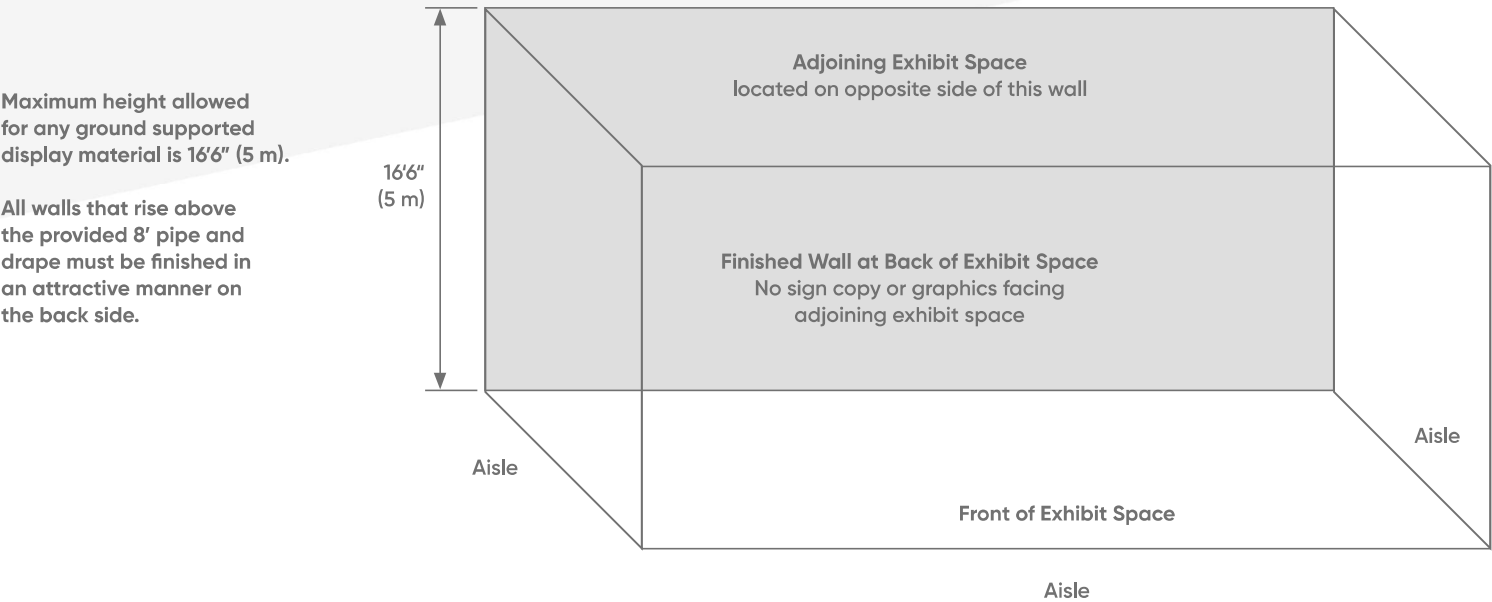 Maximum height allowed
for any ground supported
display material is 16'6" (5 m).
All walls that rise above
the provided 8' pipe and
drape must be finished in
an attractive manner on
the back side.
16'6"
(5 m)
Adjoining Exhibit Space
located on opposite side of this wall
Finished Wall at Back of Exhibit Space
No sign copy or graphics facing
adjoining exhibit space
Aisle
Aisle
Front of Exhibit Space
Aisle